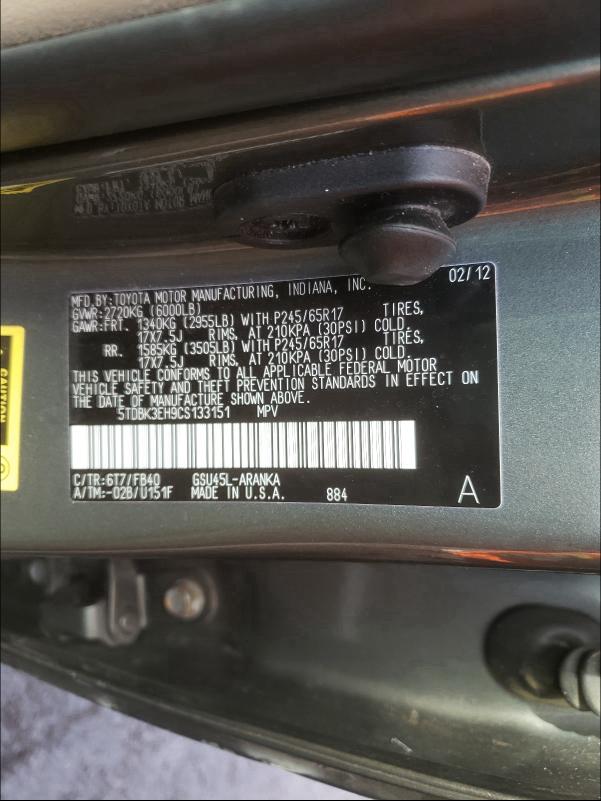 MFD.BY:TOYOTA MOTOR MANUFACTURING, INDIANA, INC. 02/12
GVWR:2720KG (6000LB)
GAWR:FRT. 1340KG (2955LB) WITH P245/65R17 TIRES,
17X7.5J RIMS, AT 210KPA (30PSI) COLD.
RR. 1585KG (3505LB) WITH P245/65R17 TIRES,
17X7.5J RIMS, AT 210KPA (30PSI) COLD.
THIS VEHICLE CONFORMS TO ALL APPLICABLE FEDERAL MOTOR
VEHICLE SAFETY AND THEFT PREVENTION STANDARDS IN EFFECT ON
THE DATE OF MANUFACTURE SHOWN ABOVE.
5TDBK3EH9CS133151 MPV
C/TR:6T7/FB40 GSU45L-ARANKA
A/TM:-02B/U151F MADE IN U.S.A. 884 A
CAUTION